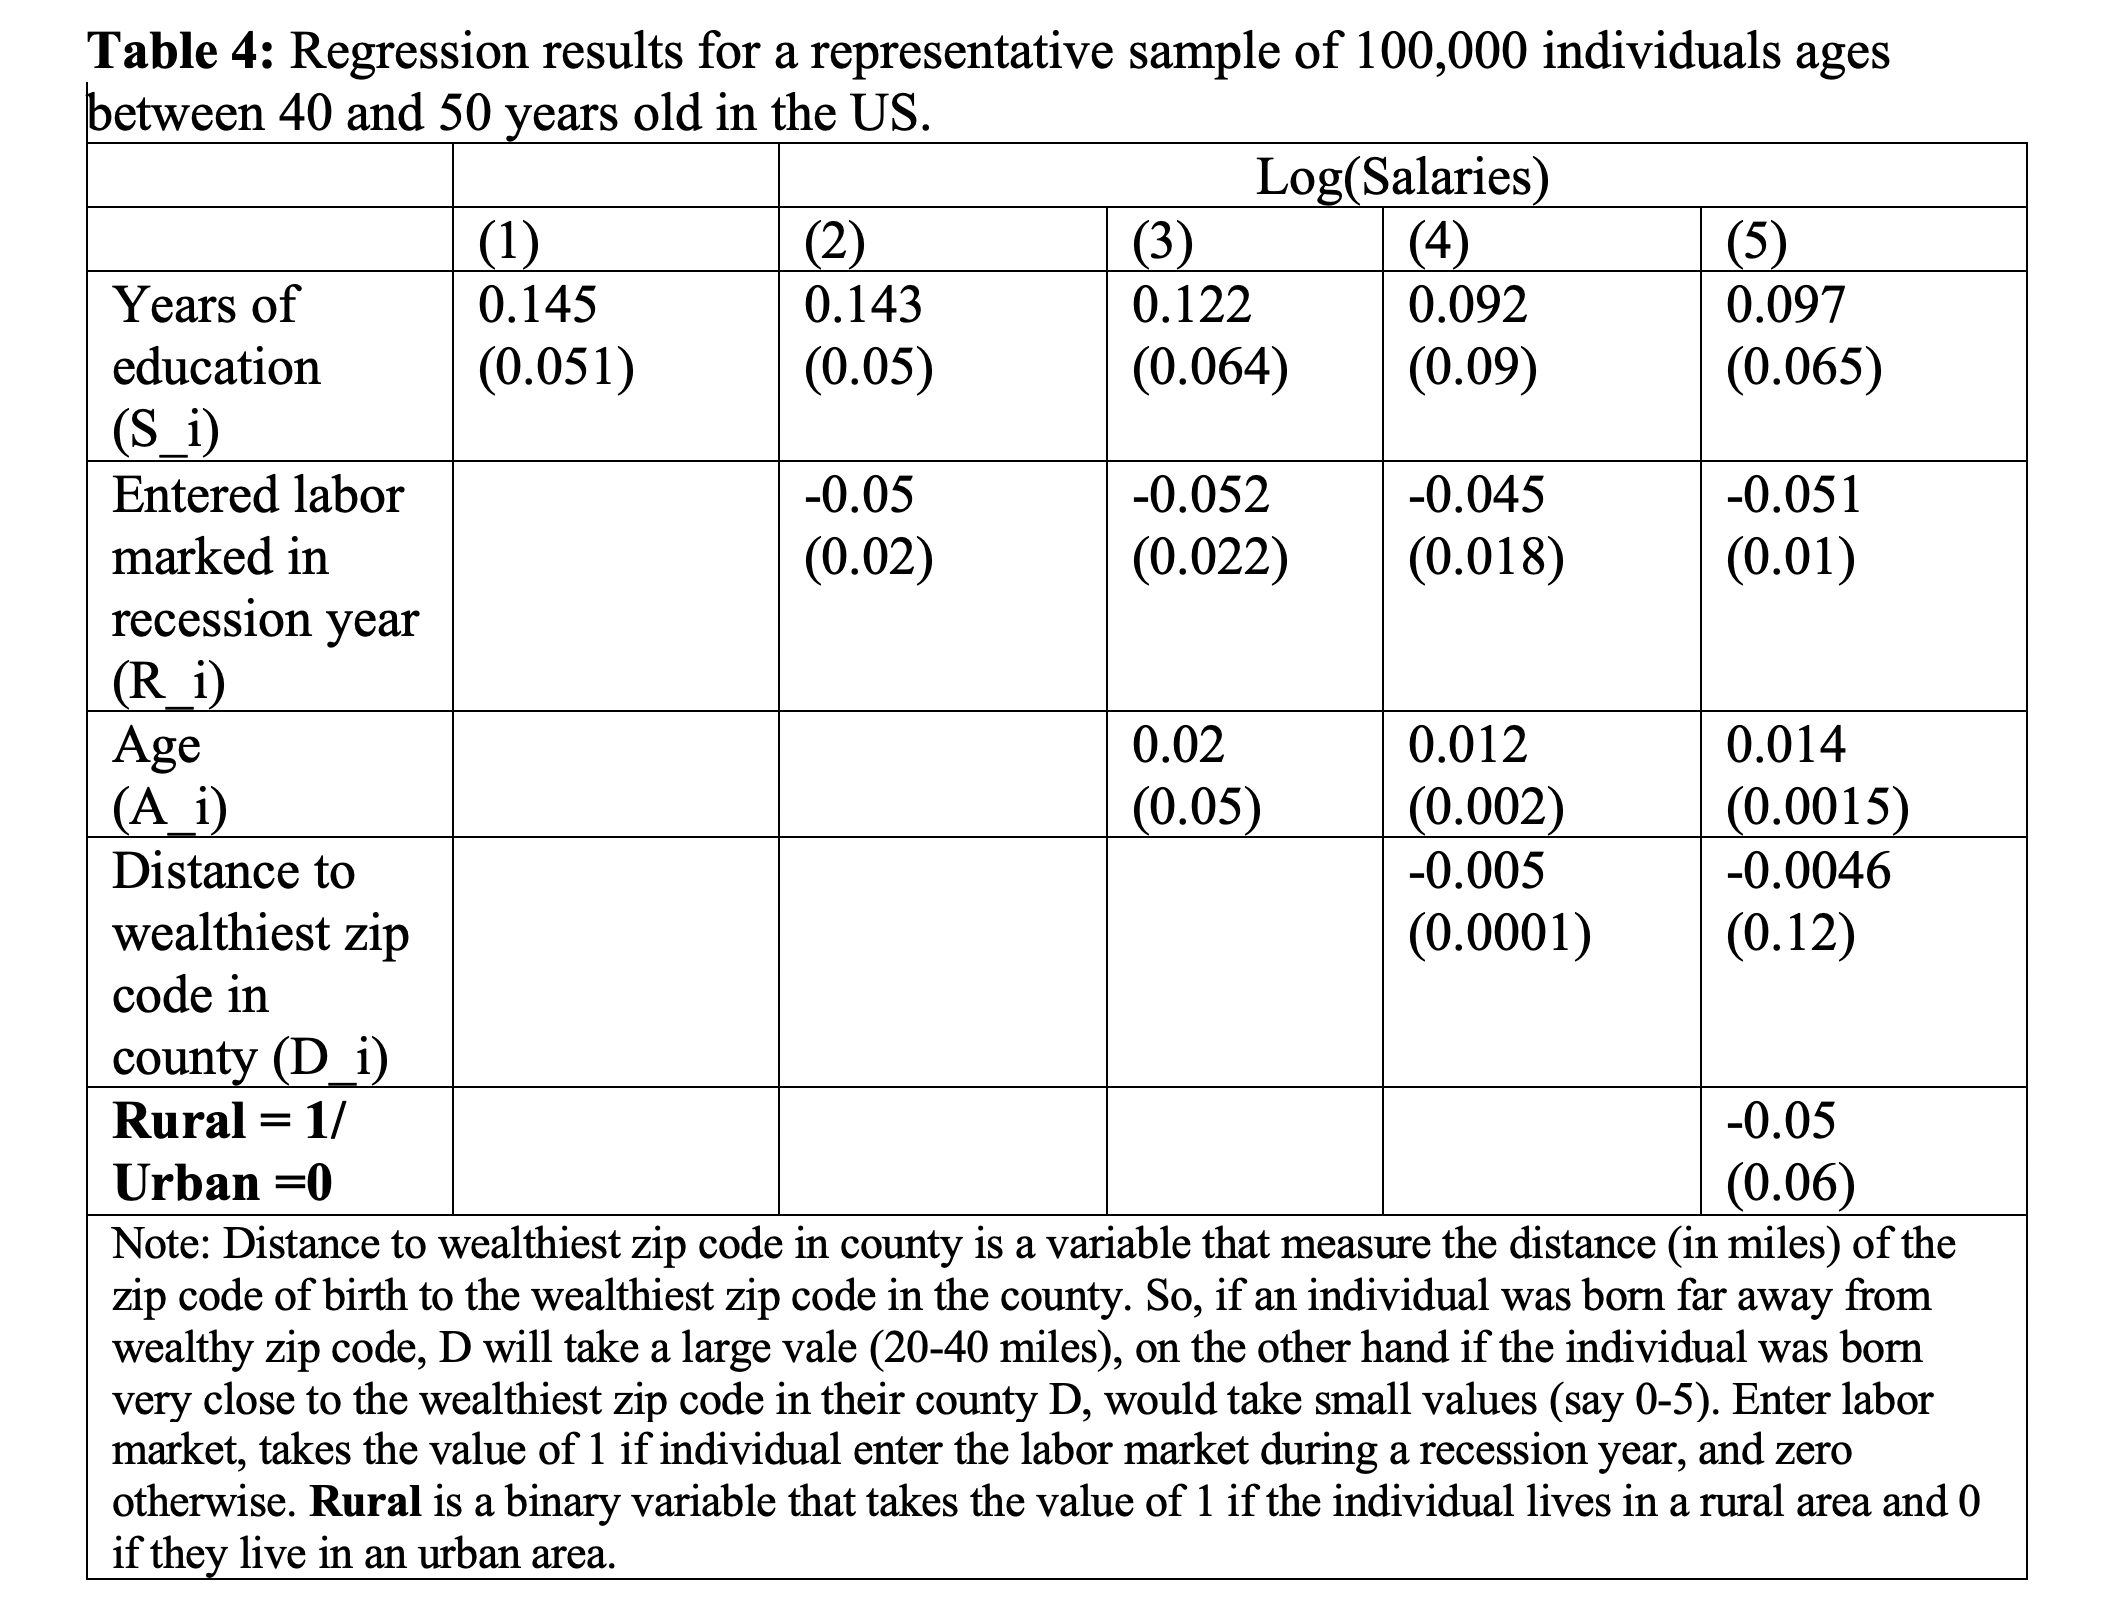 Table 4: Regression results for a representative sample of 100,000 individuals ages
between 40 and 50 years old in the US.
Log(Salaries)
(1) (2) (3) (4) (5)
Years of
education
(S_i)
0.145 0.143 0.122 0.092 0.097
(0.051) (0.05) (0.064) (0.09) (0.065)
Entered labor
marked in
recession year
(R_i)
-0.05 -0.052 -0.045 -0.051
(0.02) (0.022) (0.018) (0.01)
Age
(A_i)
0.02 0.012 0.014
(0.05) (0.002) (0.0015)
Distance to
wealthiest zip
code in
county (D_i)
-0.005 -0.0046
(0.0001) (0.12)
Rural = 1/
Urban =0
-0.05
(0.06)
Note: Distance to wealthiest zip code in county is a variable that measure the distance (in miles) of the
zip code of birth to the wealthiest zip code in the county. So, if an individual was born far away from
wealthy zip code, D will take a large vale (20-40 miles), on the other hand if the individual was born
very close to the wealthiest zip code in their county D, would take small values (say 0-5). Enter labor
market, takes the value of 1 if individual enter the labor market during a recession year, and zero
otherwise. Rural is a binary variable that takes the value of 1 if the individual lives in a rural area and 0
if they live in an urban area.